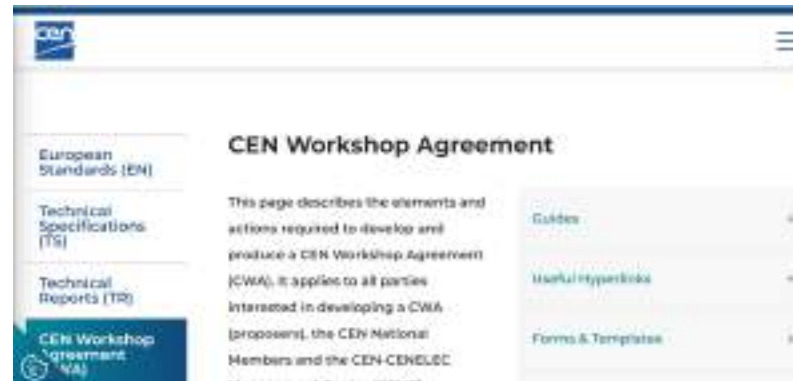 cen
CEN Workshop Agreement
European
Standards (EN)
Technical
Specifications
(TS)
Technical
Reports (TR)
CEN Workshop
Agreement
This page describes the elements and
actions required to develop and
produce a CEN Workshop Agreement
(CWA). It applies to all parties
interested in developing a CWA
(proposers), the CEN National
Members and the CEN-CENELEC
Guides
Useful Hyperlinks
Forms & Templates